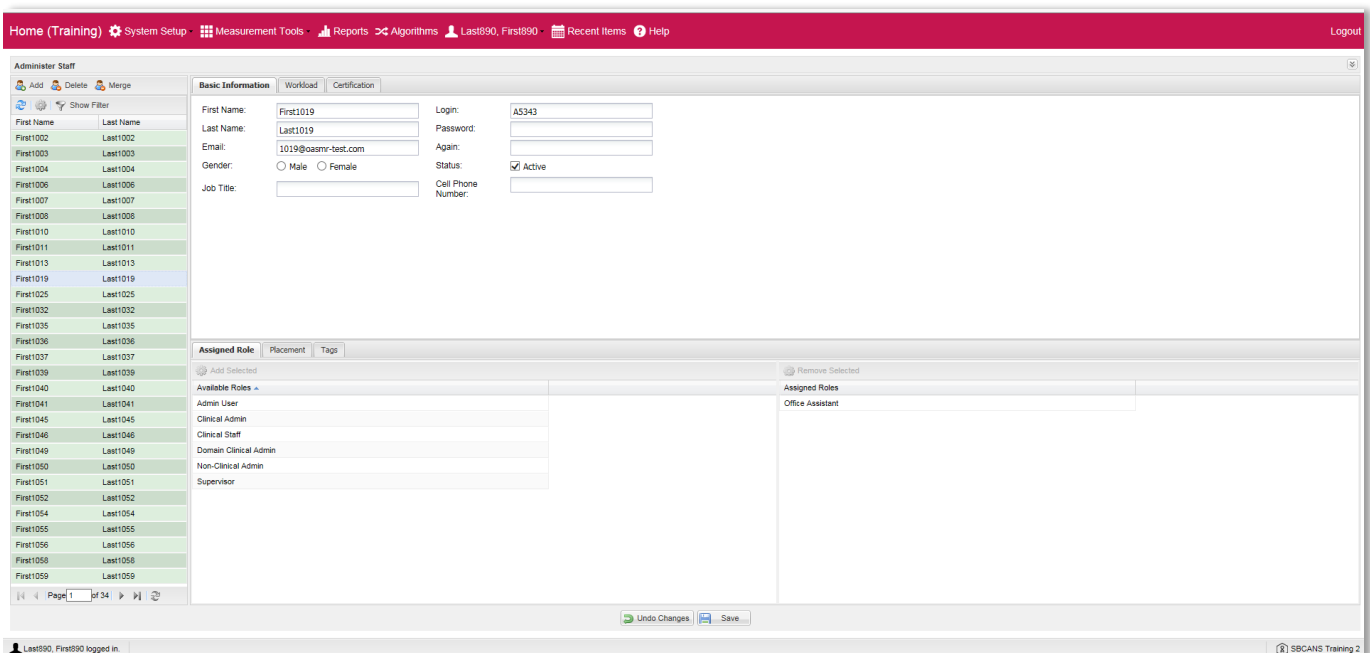 Home (Training) System Setup Measurement Tools Reports Algorithms Last890, First890 Recent Items Help Logout
Administer Staff
Add Delete Merge
Show Filter
First Name Last Name
First1002 Last1002
First1003 Last1003
First1004 Last1004
First1006 Last1006
First1007 Last1007
First1008 Last1008
First1010 Last1010
First1011 Last1011
First1013 Last1013
First1019 Last1019
First1025 Last1025
First1032 Last1032
First1035 Last1035
First1036 Last1036
First1037 Last1037
First1039 Last1039
First1040 Last1040
First1041 Last1041
First1045 Last1045
First1046 Last1046
First1049 Last1049
First1050 Last1050
First1051 Last1051
First1052 Last1052
First1054 Last1054
First1055 Last1055
First1056 Last1056
First1058 Last1058
First1059 Last1059
Page 1 of 34
Basic Information Workload Certification
First Name: First1019 Login: A5343
Last Name: Last1019 Password:
Email: 1019@oasmr-test.com Again:
Gender: Male Female Status: Active
Job Title: Cell Phone Number:
Assigned Role Placement Tags
Add Selected Remove Selected
Available Roles Assigned Roles
Admin User Office Assistant
Clinical Admin
Clinical Staff
Domain Clinical Admin
Non-Clinical Admin
Supervisor
Undo Changes Save
Last890, First890 logged in. SBCANS Training 2